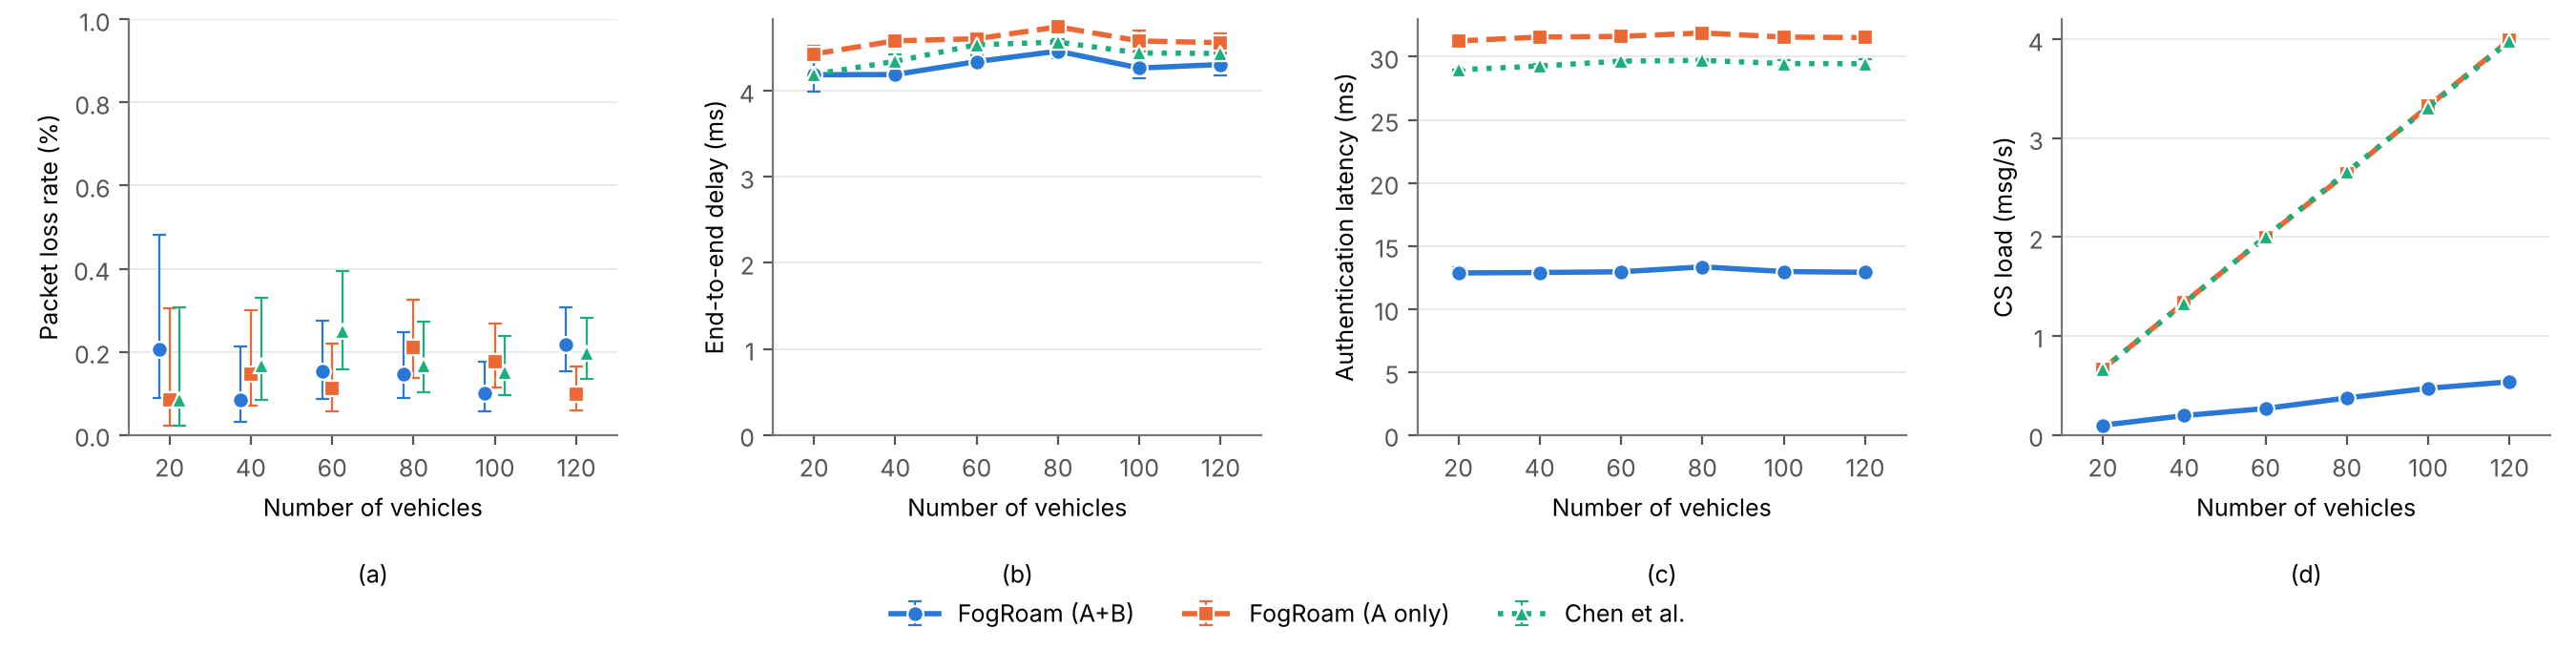 Packet loss rate (%)
1.0
0.8
0.6
0.4
0.2
0.0
20 40 60 80 100 120
Number of vehicles
(a)
End-to-end delay (ms)
4
3
2
1
0
20 40 60 80 100 120
Number of vehicles
(b)
Authentication latency (ms)
30
25
20
15
10
5
0
20 40 60 80 100 120
Number of vehicles
(c)
CS load (msg/s)
4
3
2
1
0
20 40 60 80 100 120
Number of vehicles
(d)
FogRoam (A+B) FogRoam (A only) Chen et al.